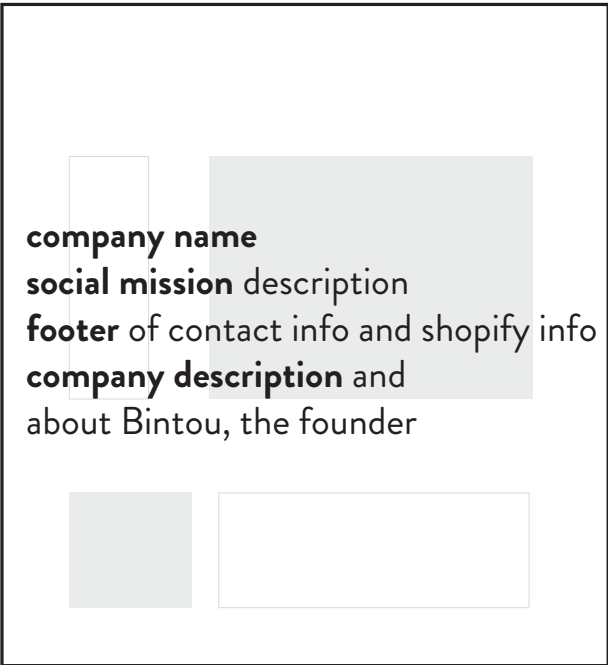 company name
social mission description
footer of contact info and shopify info
company description and
about Bintou, the founder